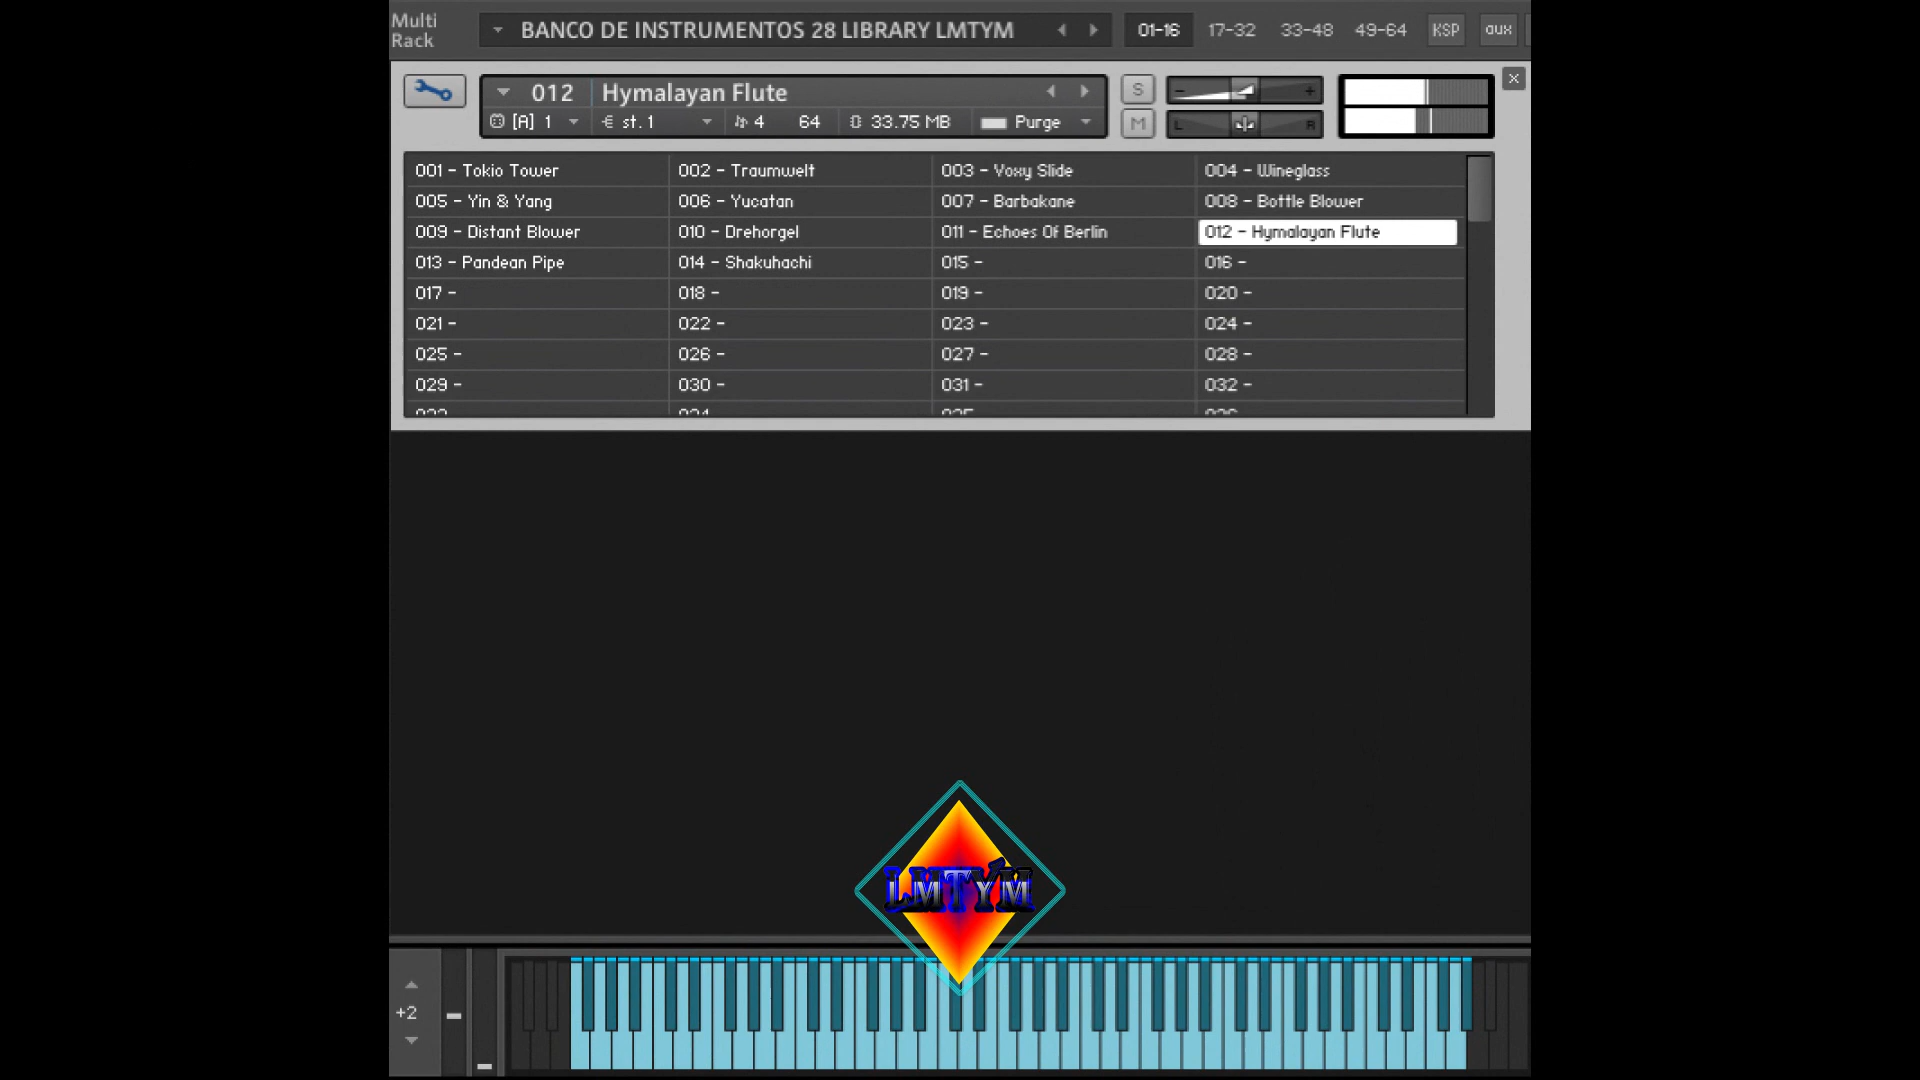 Multi
Rack
BANCO DE INSTRUMENTOS 28 LIBRARY LMTYM
01-16 17-32 33-48 49-64 KSP aux
012 Hymalayan Flute
S - +
[A] 1 st. 1 4 64 33.75 MB Purge
M L R
001 - Tokio Tower 002 - Traumwelt 003 - Voxy Slide 004 - Wineglass
005 - Yin & Yang 006 - Yucatan 007 - Barbakane 008 - Bottle Blower
009 - Distant Blower 010 - Drehorgel 011 - Echoes Of Berlin 012 - Hymalayan Flute
013 - Pandean Pipe 014 - Shakuhachi 015 - 016 -
017 - 018 - 019 - 020 -
021 - 022 - 023 - 024 -
025 - 026 - 027 - 028 -
029 - 030 - 031 - 032 -
LMTYM
+2